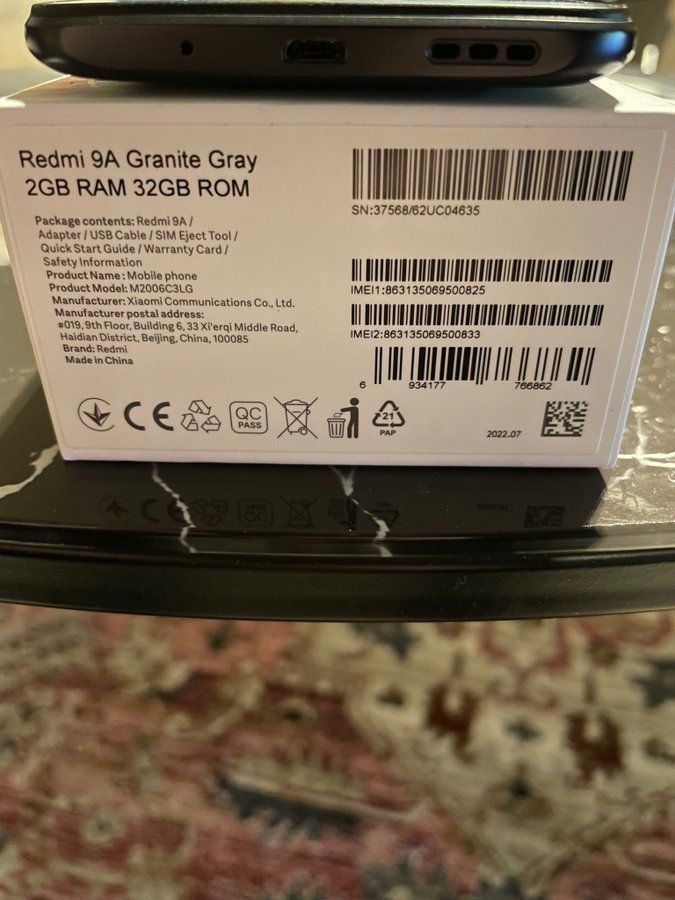 Redmi 9A Granite Gray
2GB RAM 32GB ROM
Package contents: Redmi 9A /
Adapter / USB Cable / SIM Eject Tool /
Quick Start Guide / Warranty Card /
Safety Information
Product Name: Mobile phone
Product Model: M2006C3LG
Manufacturer: Xiaomi Communications Co., Ltd.
Manufacturer postal address:
#019, 9th Floor, Building 6, 33 Xi'erqi Middle Road,
Haidian District, Beijing, China, 100085
Brand: Redmi
Made in China
CE
QC
PASS
21
PAP
SN:37568/62UC04635
IMEI1:863135069500825
IMEI2:863135069500833
6 934177 766862
2022.07